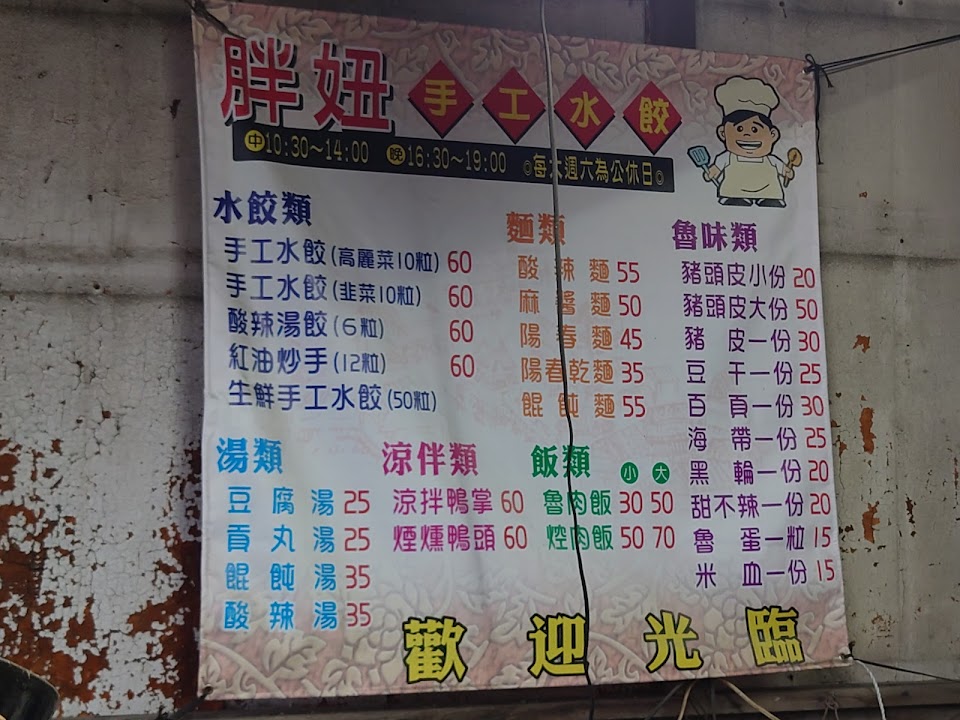 胖妞 手工水餃
中10:30~14:00 晚16:30~19:00 ◎每大週六為公休日◎
水餃類
手工水餃(高麗菜10粒) 60
手工水餃(韭菜10粒) 60
酸辣湯餃(6粒) 60
紅油炒手(12粒) 60
生鮮手工水餃(50粒)
麵類
酸辣麵 55
麻醬麵 50
陽春麵 45
陽春乾麵 35
餛飩麵 55
魯味類
豬頭皮小份 20
豬頭皮大份 50
豬皮一份 30
豆干一份 25
百頁一份 30
海帶一份 25
黑輪一份 20
甜不辣一份 20
魯蛋一粒 15
米血一份 15
湯類
豆腐湯 25
貢丸湯 25
餛飩湯 35
酸辣湯 35
涼伴類
涼拌鴨掌 60
煙燻鴨頭 60
飯類 小 大
魯肉飯 30 50
焢肉飯 50 70
歡迎光臨